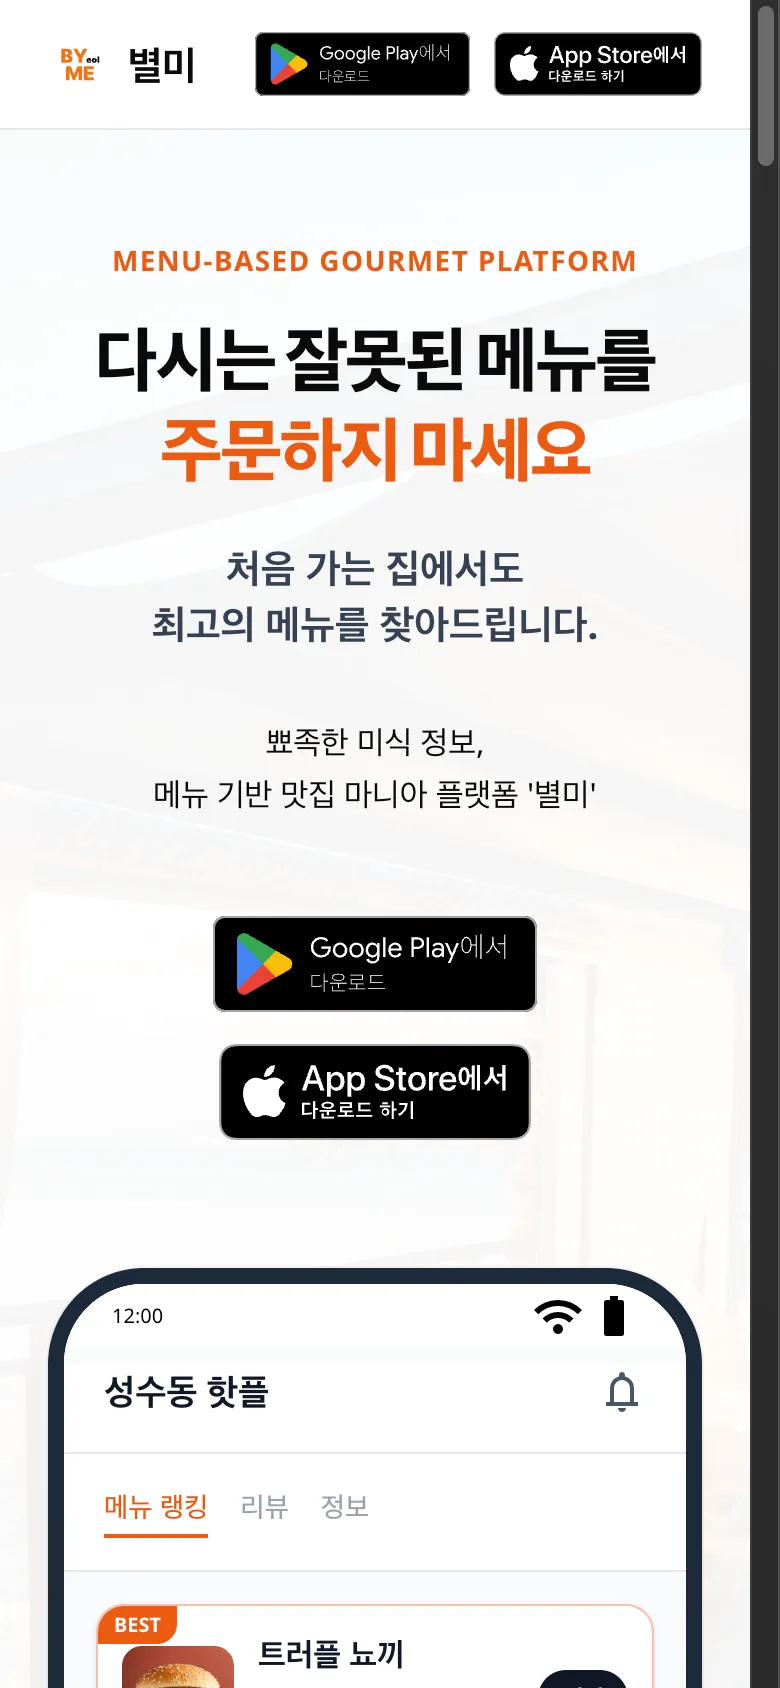 BYeol
ME
별미
Google Play에서
다운로드
App Store에서
다운로드 하기
MENU-BASED GOURMET PLATFORM
다시는 잘못된 메뉴를
주문하지 마세요
처음 가는 집에서도
최고의 메뉴를 찾아드립니다.
뾰족한 미식 정보,
메뉴 기반 맛집 마니아 플랫폼 '별미'
Google Play에서
다운로드
App Store에서
다운로드 하기
12:00
성수동 핫플
메뉴 랭킹 리뷰 정보
BEST
트러플 뇨끼